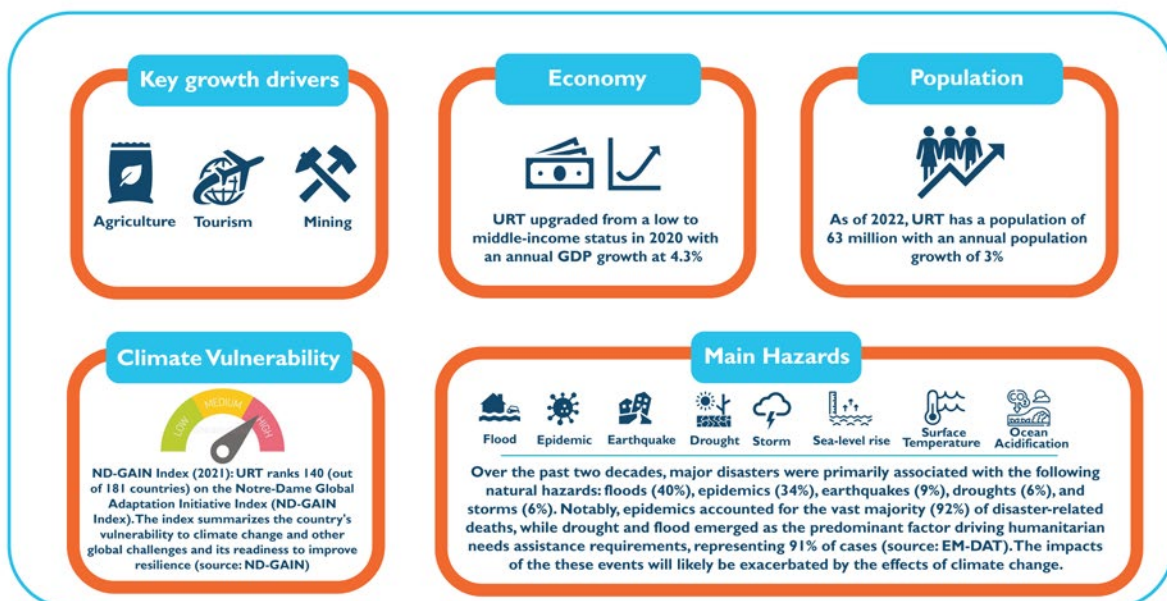 Key growth drivers
Agriculture
Tourism
Mining
Economy
URT upgraded from a low to
middle-income status in 2020 with
an annual GDP growth at 4.3%
Population
As of 2022, URT has a population of
63 million with an annual population
growth of 3%
Climate Vulnerability
LOW
MEDIUM
HIGH
ND-GAIN Index (2021): URT ranks 140 (out
of 181 countries) on the Notre-Dame Global
Adaptation Initiative Index (ND-GAIN
Index). The index summarizes the country's
vulnerability to climate change and other
global challenges and its readiness to improve
resilience (source: ND-GAIN)
Main Hazards
CO₂
Flood
Epidemic
Earthquake
Drought
Storm
Sea-level rise
Surface
Temperature
Ocean
Acidification
Over the past two decades, major disasters were primarily associated with the following
natural hazards: floods (40%), epidemics (34%), earthquakes (9%), droughts (6%), and
storms (6%). Notably, epidemics accounted for the vast majority (92%) of disaster-related
deaths, while drought and flood emerged as the predominant factor driving humanitarian
needs assistance requirements, representing 91% of cases (source: EM-DAT). The impacts
of the these events will likely be exacerbated by the effects of climate change.